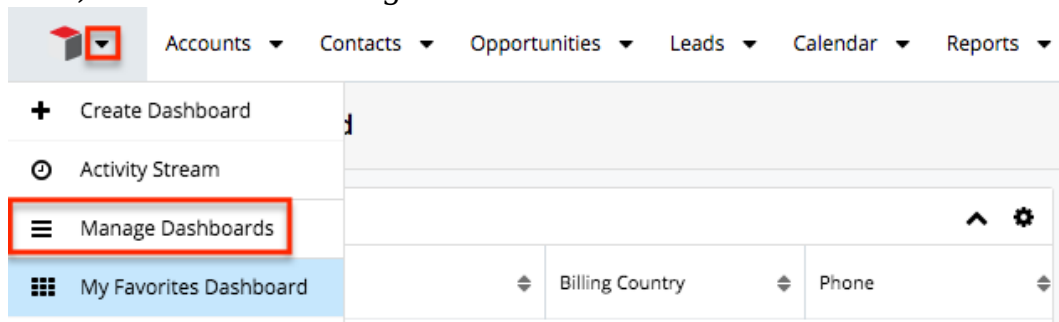 Accounts Contacts Opportunities Leads Calendar Reports
Create Dashboard
d
Activity Stream
Manage Dashboards
My Favorites Dashboard
Billing Country Phone